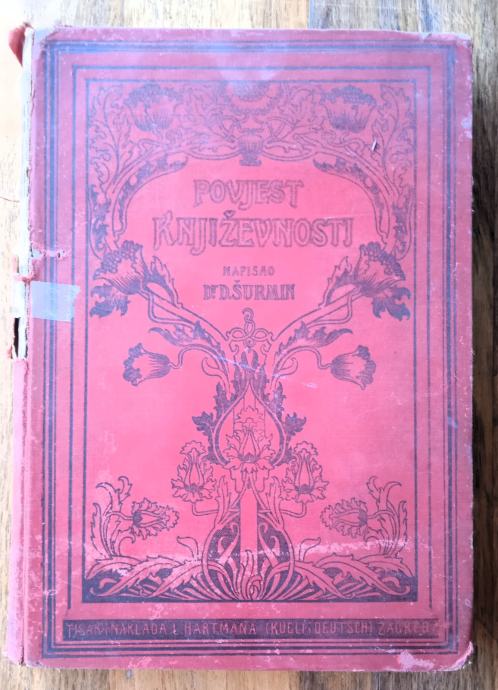 POVJEST
KNJIŽEVNOSTI
NAPISAO
Dr D. ŠURMIN
TISAK I NAKLADA L. HARTMANA (KUGLI I DEUTSCH) ZAGREB